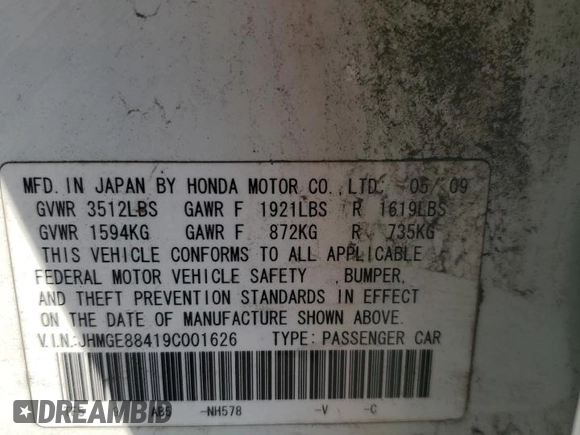 MFD. IN JAPAN BY HONDA MOTOR CO., LTD. 05/09
GVWR 3512LBS GAWR F 1921LBS R 1619LBS
GVWR 1594KG GAWR F 872KG R 735KG
THIS VEHICLE CONFORMS TO ALL APPLICABLE
FEDERAL MOTOR VEHICLE SAFETY , BUMPER,
AND THEFT PREVENTION STANDARDS IN EFFECT
ON THE DATE OF MANUFACTURE SHOWN ABOVE.
V.I.N.:JHMGE88419C001626 TYPE: PASSENGER CAR
ABS -NH578 -V -C
DREAMBID